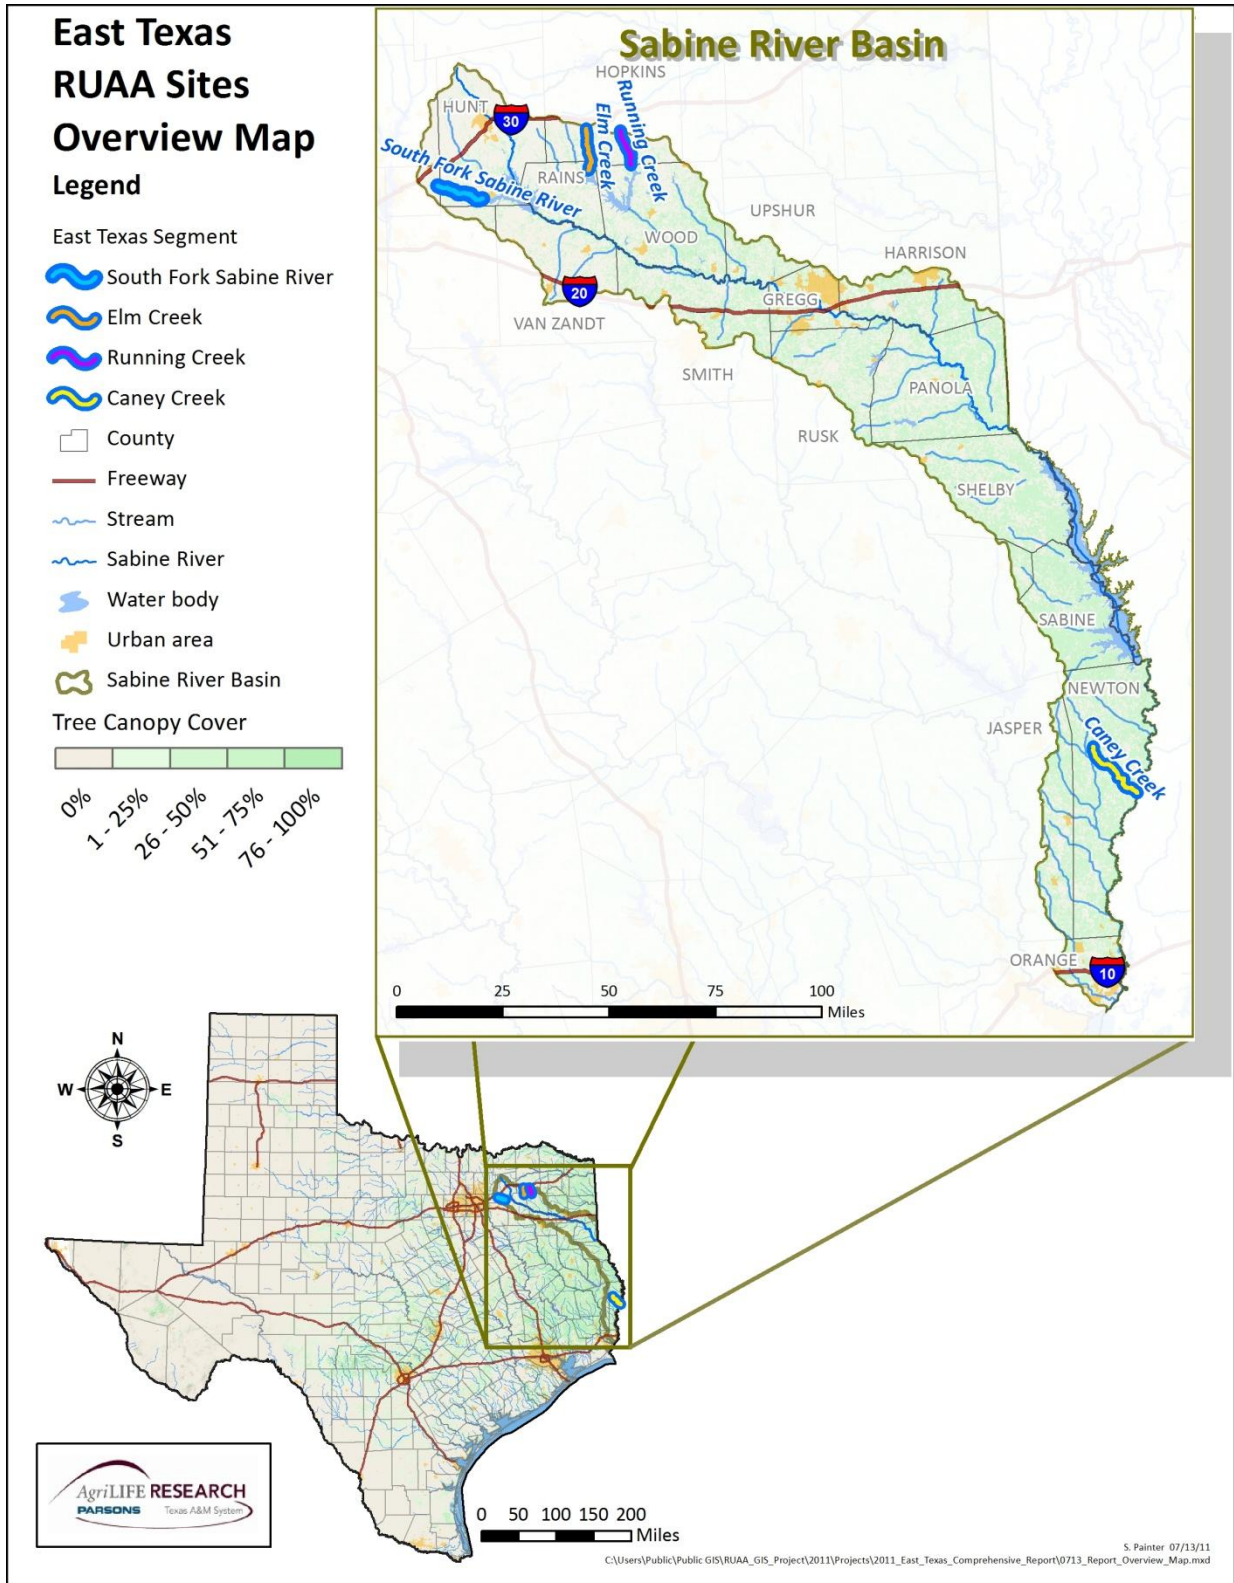 East Texas
RUAA Sites
Overview Map
Legend
East Texas Segment
South Fork Sabine River
Elm Creek
Running Creek
Caney Creek
County
Freeway
Stream
Sabine River
Water body
Urban area
Sabine River Basin
Tree Canopy Cover
0%
1 - 25%
26 - 50%
51 - 75%
76 - 100%
Sabine River Basin
HOPKINS
HUNT
30
Running Creek
Elm Creek
South Fork Sabine River
RAINS
WOOD
UPSHUR
HARRISON
20
GREGG
VAN ZANDT
SMITH
PANOLA
RUSK
SHELBY
SABINE
NEWTON
JASPER
Caney Creek
ORANGE
10
0 25 50 75 100
Miles
N
W E
S
AgriLIFE RESEARCH
PARSONS Texas A&M System
0 50 100 150 200
Miles
S. Painter 07/13/11
C:\Users\Public\Public GIS\RUAA_GIS_Project\2011\Projects\2011_East_Texas_Comprehensive_Report\0713_Report_Overview_Map.mxd